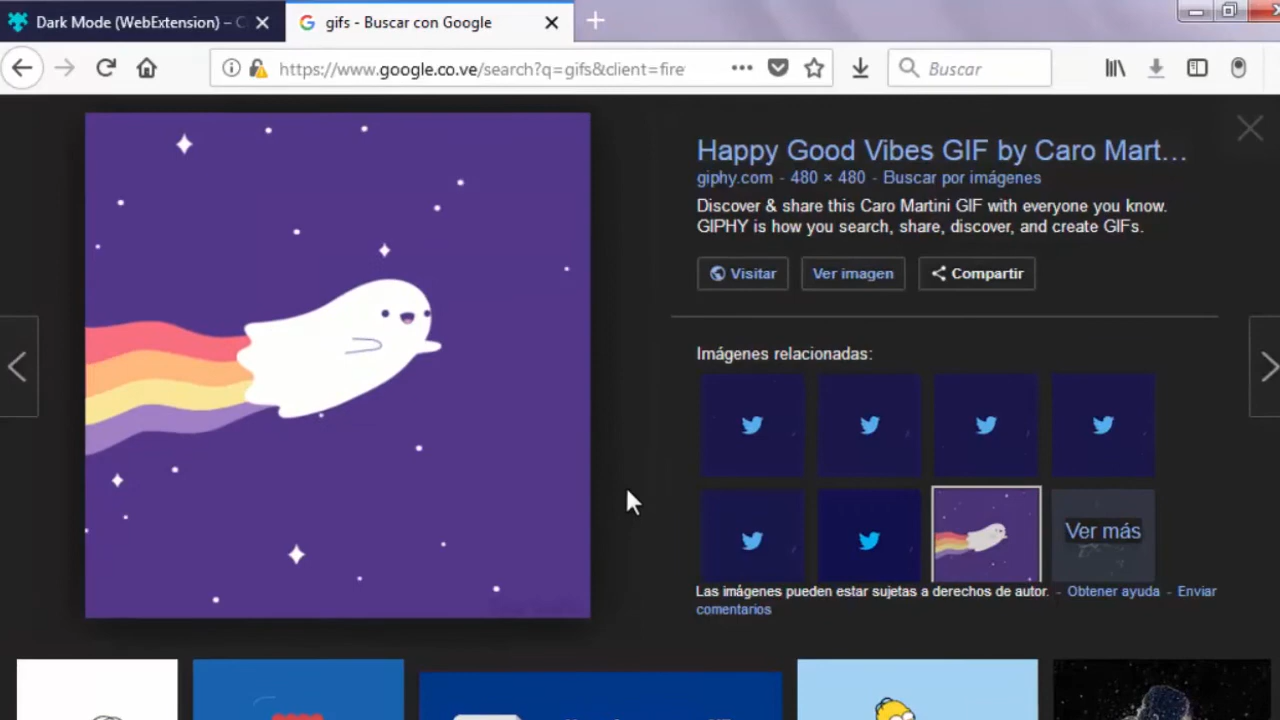 Dark Mode (WebExtension) –
gifs - Buscar con Google
https://www.google.co.ve/search?q=gifs&client=fire
Buscar
Happy Good Vibes GIF by Caro Mart...
giphy.com - 480 × 480 - Buscar por imágenes
Discover & share this Caro Martini GIF with everyone you know.
GIPHY is how you search, share, discover, and create GIFs.
Visitar
Ver imagen
Compartir
Imágenes relacionadas:
Ver más
Las imágenes pueden estar sujetas a derechos de autor. - Obtener ayuda - Enviar
comentarios